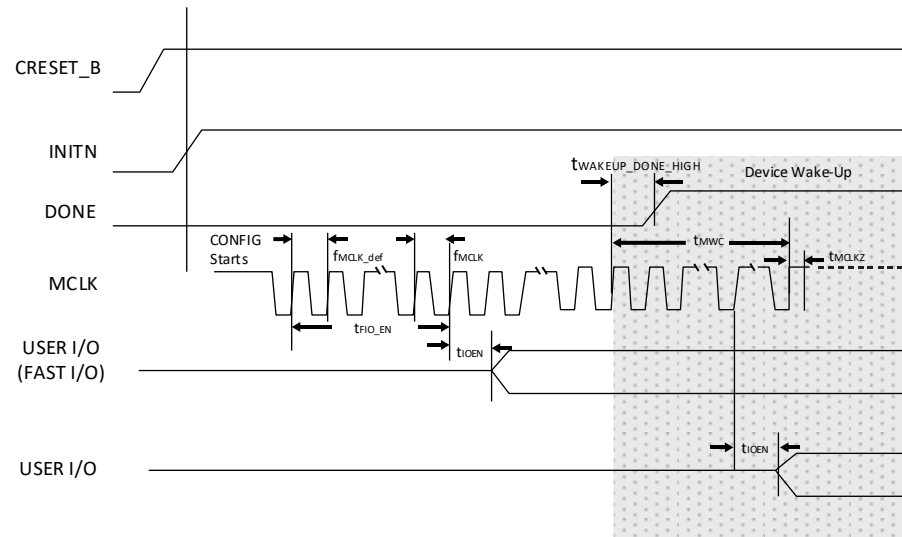 CRESET_B
INITN
tWAKEUP_DONE_HIGH
Device Wake-Up
DONE
CONFIG
Starts
fMCLK_def
fMCLK
tMWC
tMCLKZ
MCLK
tFIO_EN
USER I/O
(FAST I/O)
tIOEN
USER I/O
tIOEN